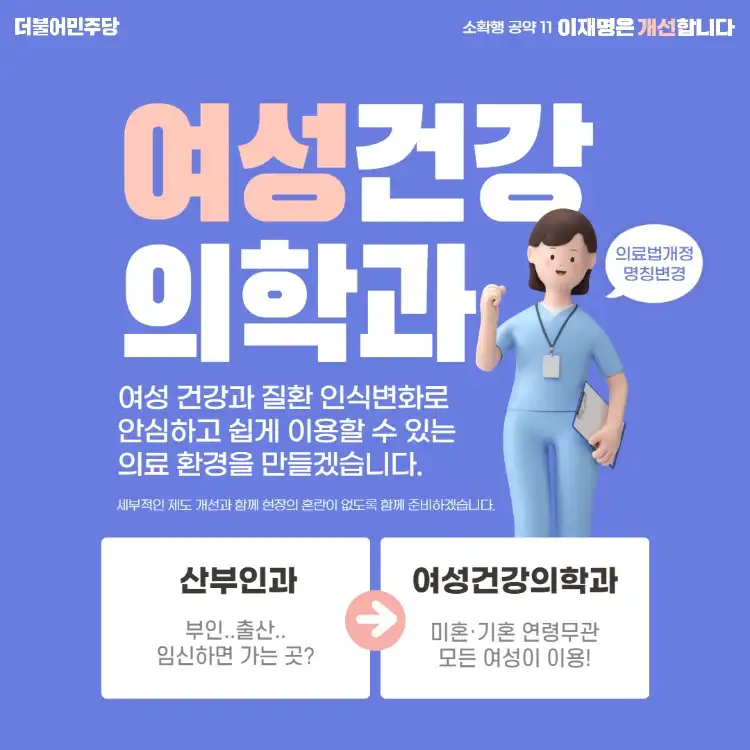 더불어민주당
소확행 공약 11 이재명은 개선합니다
여성건강
의학과
의료법개정
명칭변경
여성 건강과 질환 인식변화로
안심하고 쉽게 이용할 수 있는
의료 환경을 만들겠습니다.
세부적인 제도 개선과 함께 현장의 혼란이 없도록 함께 준비하겠습니다.
산부인과
부인..출산..
임신하면 가는 곳?
여성건강의학과
미혼·기혼 연령무관
모든 여성이 이용!